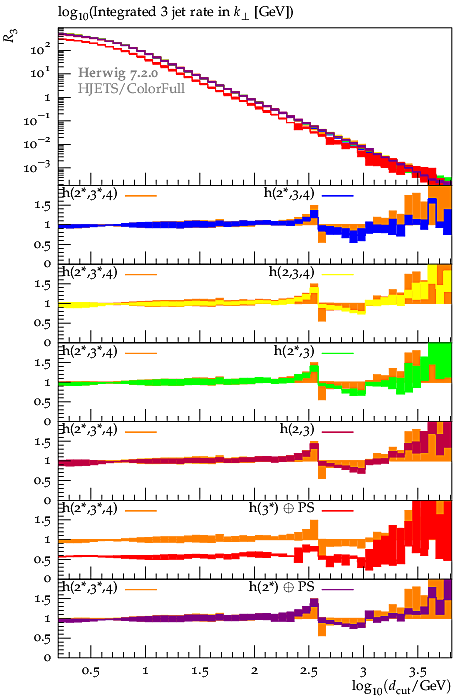 log₁₀(Integrated 3 jet rate in k⊥ [GeV])
R₃
10²
10¹
1
10⁻¹
10⁻²
10⁻³
Herwig 7.2.0
HJETS/ColorFull
h(2*,3*,4) h(2*,3,4)
1.5
1
0.5
0
h(2*,3*,4) h(2,3,4)
1.5
1
0.5
0
h(2*,3*,4) h(2*,3)
1.5
1
0.5
0
h(2*,3*,4) h(2,3)
1.5
1
0.5
0
h(2*,3*,4) h(3*) ⊕ PS
1.5
1
0.5
0
h(2*,3*,4) h(2*) ⊕ PS
1.5
1
0.5
0
0.5 1 1.5 2 2.5 3 3.5
log₁₀(d_cut/GeV)